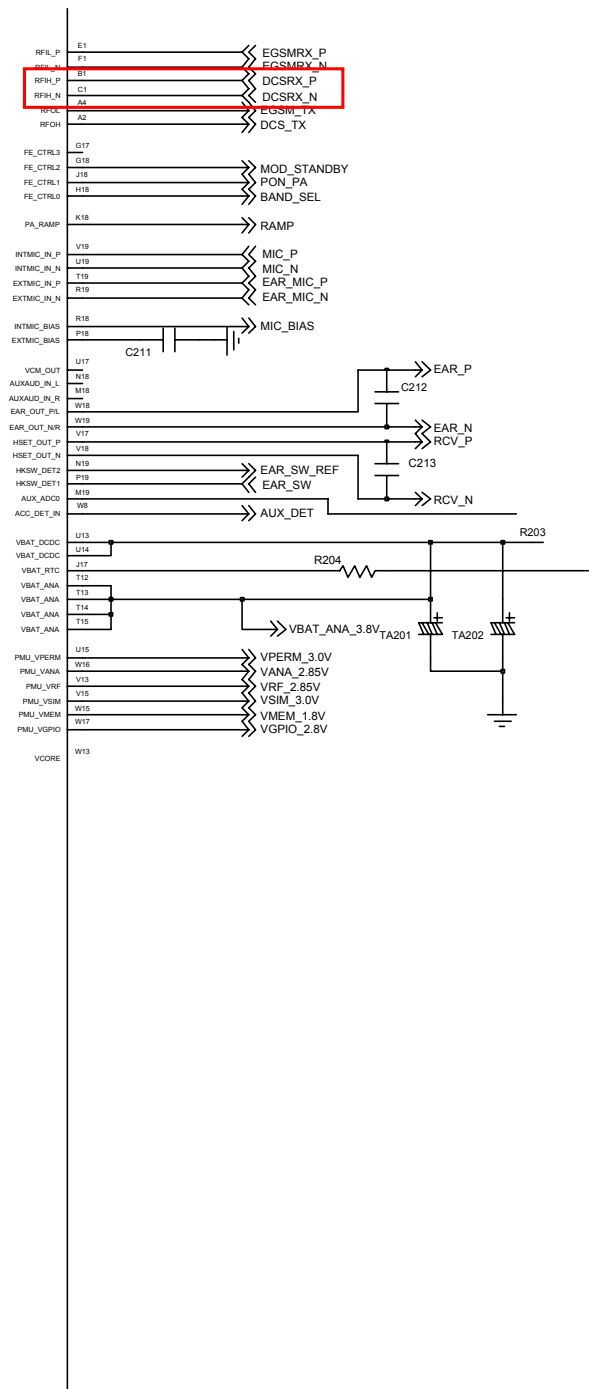 RFIL_P E1 EGSMRX_P
RFIL_N F1 EGSMRX_N
RFIH_P B1 DCSRX_P
RFIH_N C1 DCSRX_N
RFOL A4 EGSM_TX
RFOH A2 DCS_TX
FE_CTRL3 G17
FE_CTRL2 G18 MOD_STANDBY
FE_CTRL1 J18 PON_PA
FE_CTRL0 H18 BAND_SEL
PA_RAMP K18 RAMP
INTMIC_IN_P V19 MIC_P
INTMIC_IN_N U19 MIC_N
EXTMIC_IN_P T19 EAR_MIC_P
EXTMIC_IN_N R19 EAR_MIC_N
INTMIC_BIAS R18 MIC_BIAS
EXTMIC_BIAS P18
C211
VCM_OUT U17 EAR_P
AUXAUD_IN_L N18
C212
AUXAUD_IN_R M18
EAR_OUT_P/L W18
EAR_OUT_N/R W19 EAR_N
HSET_OUT_P V17 RCV_P
HSET_OUT_N V18
C213
HKSW_DET2 N19 EAR_SW_REF
HKSW_DET1 P19 EAR_SW
AUX_ADC0 M19 RCV_N
ACC_DET_IN W8 AUX_DET
VBAT_DCDC U13 R203
VBAT_DCDC U14
VBAT_RTC J17 R204
VBAT_ANA T12
VBAT_ANA T13
VBAT_ANA T14
VBAT_ANA T15 VBAT_ANA_3.8V TA201 + TA202 +
PMU_VPERM U15 VPERM_3.0V
PMU_VANA W16 VANA_2.85V
PMU_VRF V13 VRF_2.85V
PMU_VSIM V15 VSIM_3.0V
PMU_VMEM W15 VMEM_1.8V
PMU_VGPIO W17 VGPIO_2.8V
VCORE W13